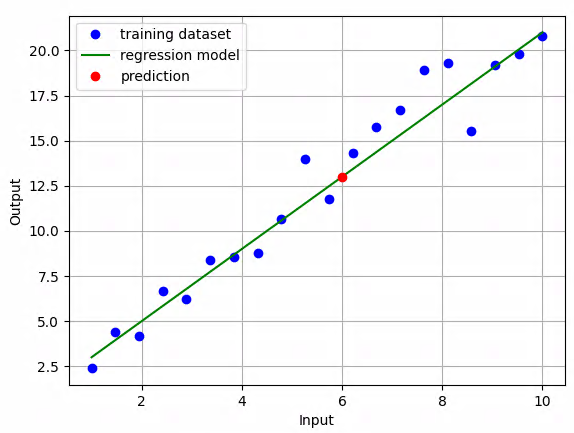 training dataset
regression model
prediction
20.0
17.5
15.0
12.5
10.0
7.5
5.0
2.5
Output
2 4 6 8 10
Input